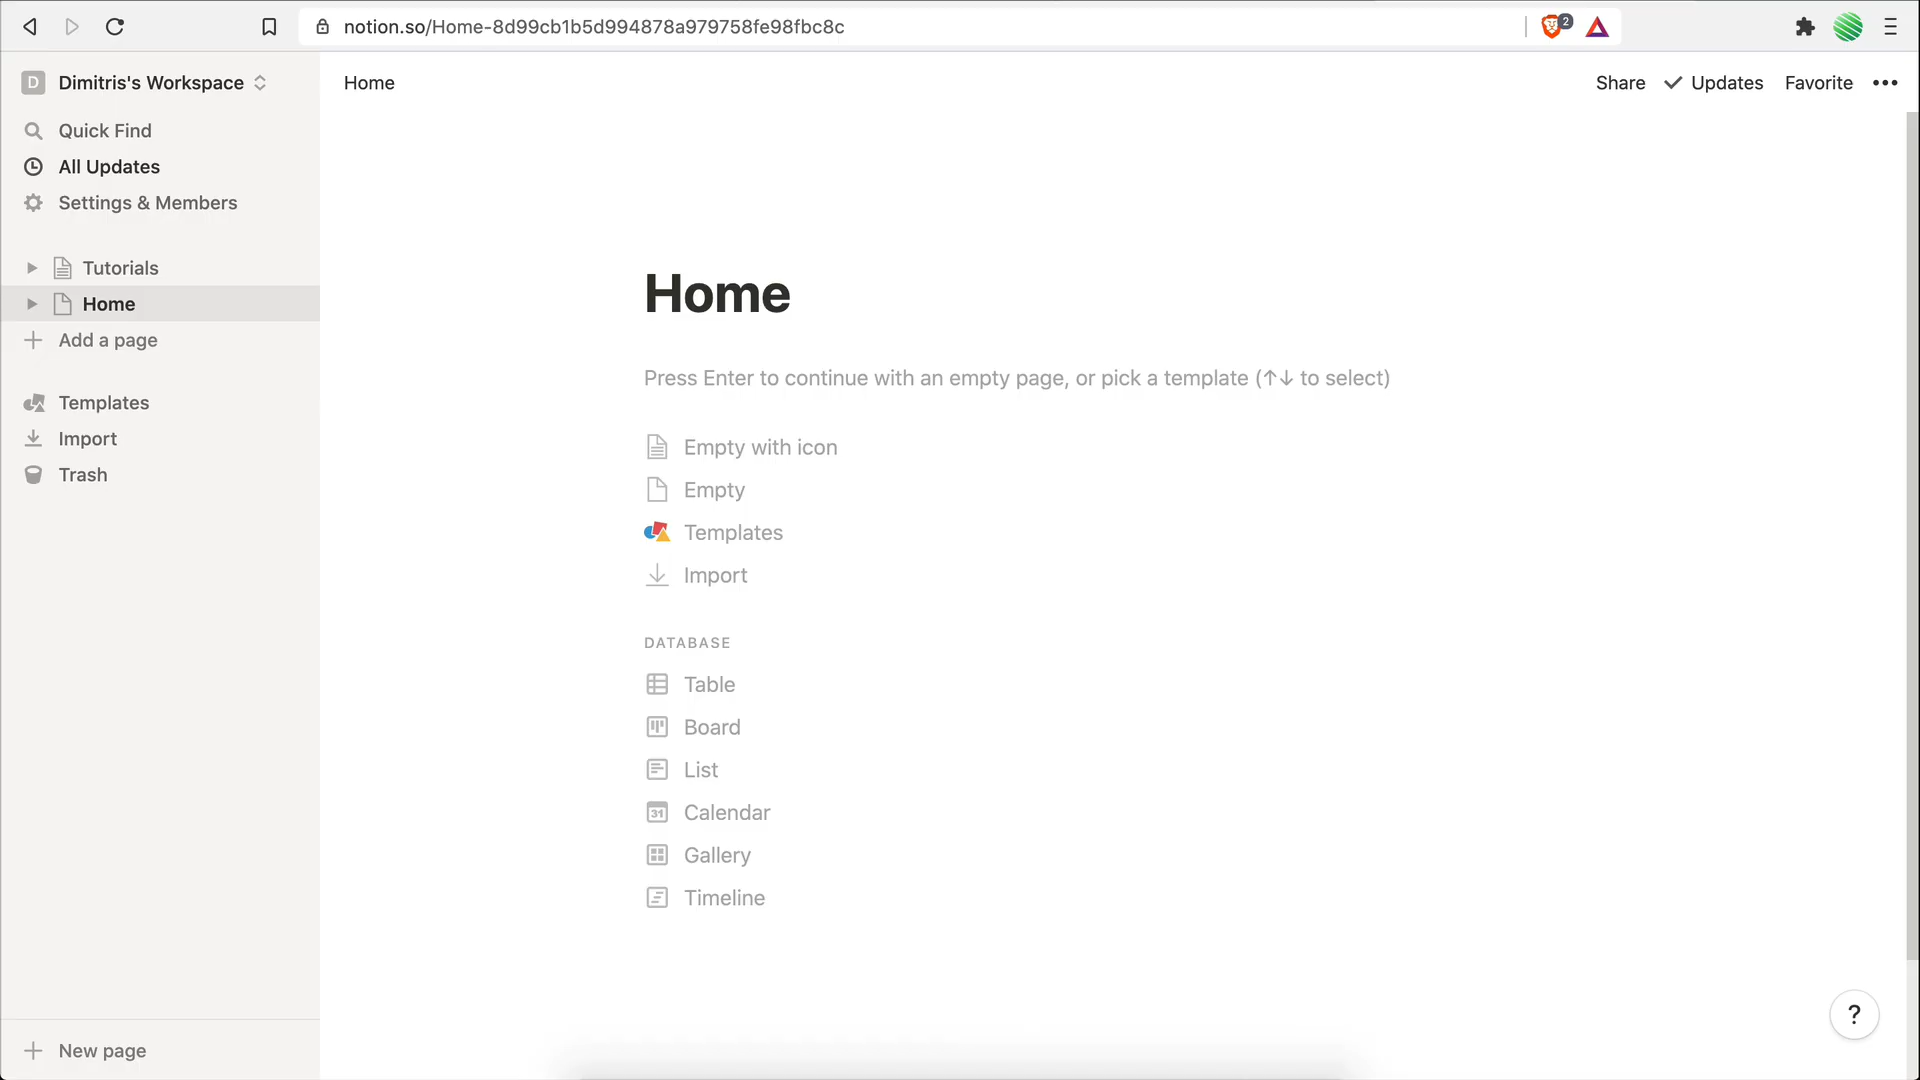 notion.so/Home-8d99cb1b5d994878a979758fe98fbc8c
2
D Dimitris's Workspace
Home
Share Updates Favorite
Quick Find
All Updates
Settings & Members
Tutorials
Home
Add a page
Templates
Import
Trash
New page
Home
Press Enter to continue with an empty page, or pick a template (↑↓ to select)
Empty with icon
Empty
Templates
Import
DATABASE
Table
Board
List
31 Calendar
Gallery
Timeline
?